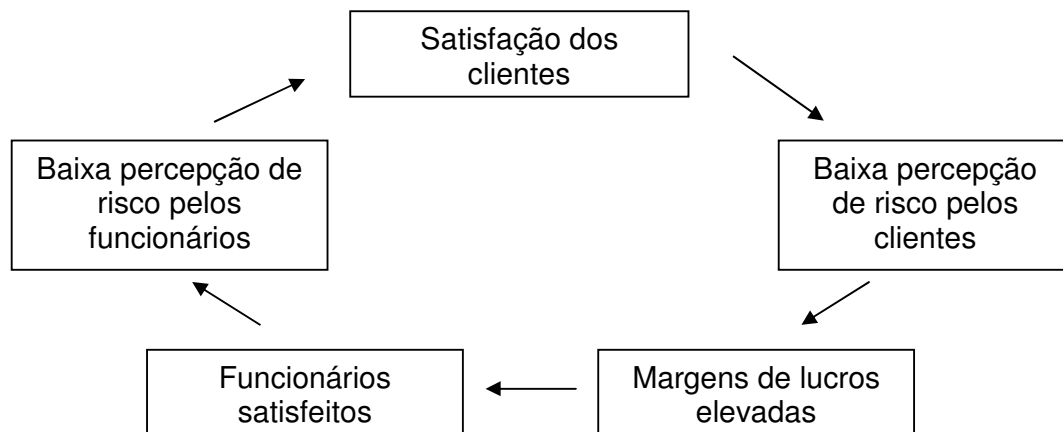 Satisfação dos
clientes
Baixa percepção de
risco pelos
funcionários
Baixa percepção
de risco pelos
clientes
Funcionários
satisfeitos
Margens de lucros
elevadas